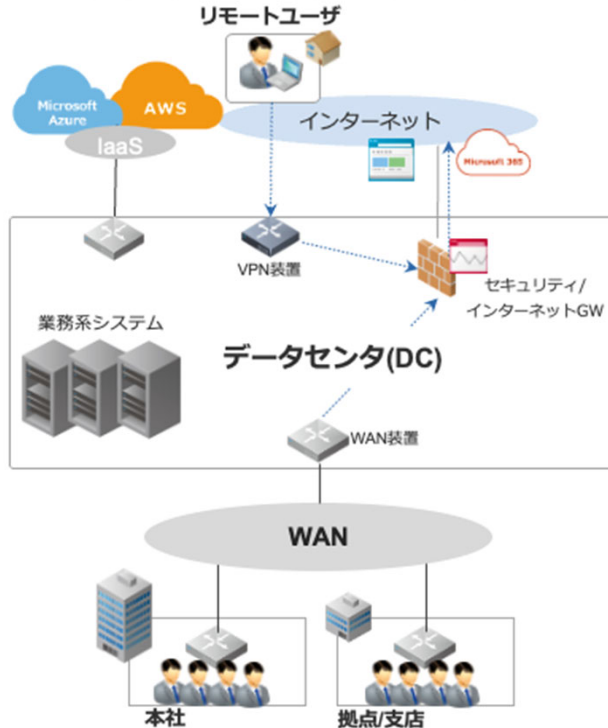 リモートユーザ
Microsoft
Azure
AWS
IaaS
インターネット
Microsoft 365
VPN装置
セキュリティ/
インターネットGW
業務系システム
データセンタ(DC)
WAN装置
WAN
本社
拠点/支店